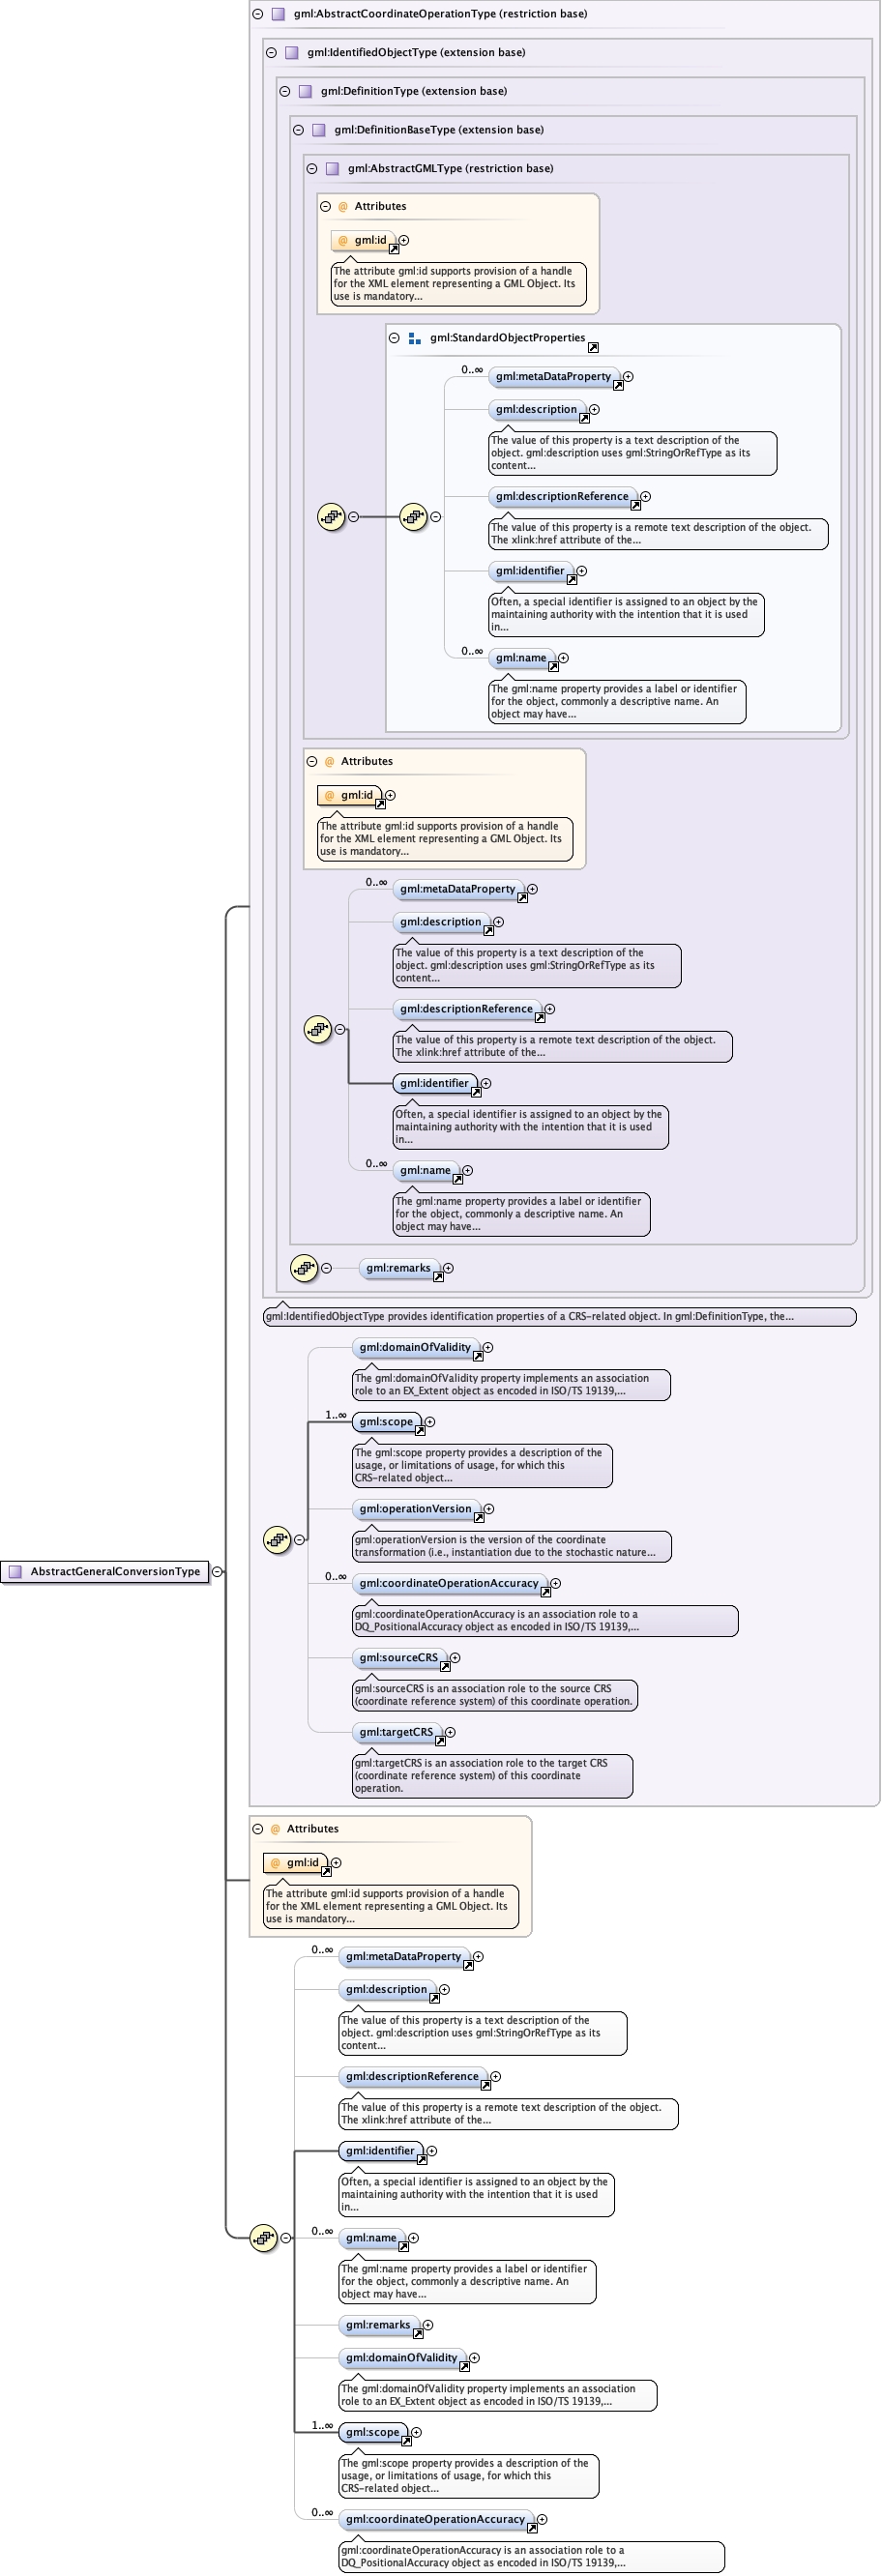 gml:AbstractCoordinateOperationType (restriction base)
gml:IdentifiedObjectType (extension base)
gml:DefinitionType (extension base)
gml:DefinitionBaseType (extension base)
gml:AbstractGMLType (restriction base)
@ Attributes
@ gml:id
The attribute gml:id supports provision of a handle
for the XML element representing a GML Object. Its
use is mandatory...
gml:StandardObjectProperties
0..∞
gml:metaDataProperty
gml:description
The value of this property is a text description of the
object. gml:description uses gml:StringOrRefType as its
content...
gml:descriptionReference
The value of this property is a remote text description of the object.
The xlink:href attribute of the...
gml:identifier
Often, a special identifier is assigned to an object by the
maintaining authority with the intention that it is used
in...
0..∞
gml:name
The gml:name property provides a label or identifier
for the object, commonly a descriptive name. An
object may have...
@ Attributes
@ gml:id
The attribute gml:id supports provision of a handle
for the XML element representing a GML Object. Its
use is mandatory...
0..∞
gml:metaDataProperty
gml:description
The value of this property is a text description of the
object. gml:description uses gml:StringOrRefType as its
content...
gml:descriptionReference
The value of this property is a remote text description of the object.
The xlink:href attribute of the...
gml:identifier
Often, a special identifier is assigned to an object by the
maintaining authority with the intention that it is used
in...
0..∞
gml:name
The gml:name property provides a label or identifier
for the object, commonly a descriptive name. An
object may have...
gml:remarks
gml:IdentifiedObjectType provides identification properties of a CRS-related object. In gml:DefinitionType, the...
gml:domainOfValidity
The gml:domainOfValidity property implements an association
role to an EX_Extent object as encoded in ISO/TS 19139,...
1..∞
gml:scope
The gml:scope property provides a description of the
usage, or limitations of usage, for which this
CRS-related object...
gml:operationVersion
gml:operationVersion is the version of the coordinate
transformation (i.e., instantiation due to the stochastic nature...
0..∞
gml:coordinateOperationAccuracy
gml:coordinateOperationAccuracy is an association role to a
DQ_PositionalAccuracy object as encoded in ISO/TS 19139,...
gml:sourceCRS
gml:sourceCRS is an association role to the source CRS
(coordinate reference system) of this coordinate operation.
gml:targetCRS
gml:targetCRS is an association role to the target CRS
(coordinate reference system) of this coordinate
operation.
AbstractGeneralConversionType
@ Attributes
@ gml:id
The attribute gml:id supports provision of a handle
for the XML element representing a GML Object. Its
use is mandatory...
0..∞
gml:metaDataProperty
gml:description
The value of this property is a text description of the
object. gml:description uses gml:StringOrRefType as its
content...
gml:descriptionReference
The value of this property is a remote text description of the object.
The xlink:href attribute of the...
gml:identifier
Often, a special identifier is assigned to an object by the
maintaining authority with the intention that it is used
in...
0..∞
gml:name
The gml:name property provides a label or identifier
for the object, commonly a descriptive name. An
object may have...
gml:remarks
gml:domainOfValidity
The gml:domainOfValidity property implements an association
role to an EX_Extent object as encoded in ISO/TS 19139,...
1..∞
gml:scope
The gml:scope property provides a description of the
usage, or limitations of usage, for which this
CRS-related object...
0..∞
gml:coordinateOperationAccuracy
gml:coordinateOperationAccuracy is an association role to a
DQ_PositionalAccuracy object as encoded in ISO/TS 19139,...